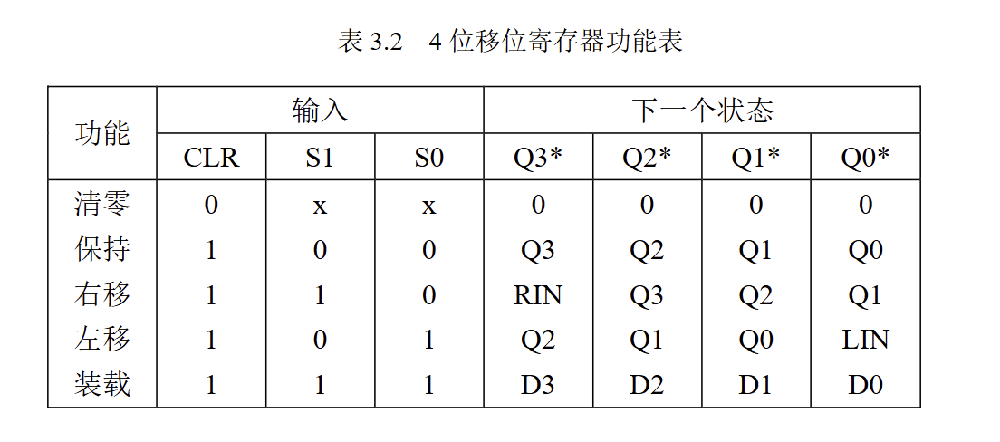 表 3.2 4 位移位寄存器功能表
功能 输入 下一个状态
CLR S1 S0 Q3* Q2* Q1* Q0*
清零 0 x x 0 0 0 0
保持 1 0 0 Q3 Q2 Q1 Q0
右移 1 1 0 RIN Q3 Q2 Q1
左移 1 0 1 Q2 Q1 Q0 LIN
装载 1 1 1 D3 D2 D1 D0